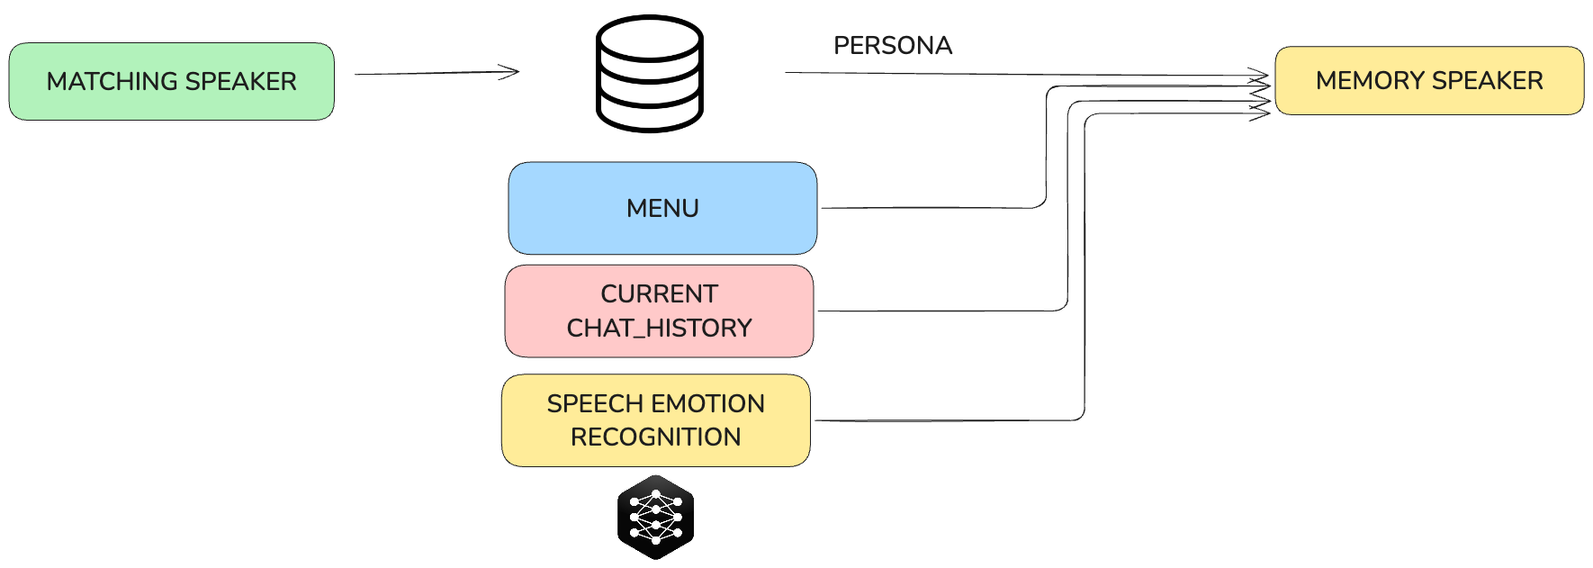 MATCHING SPEAKER
PERSONA
MEMORY SPEAKER
MENU
CURRENT
CHAT_HISTORY
SPEECH EMOTION
RECOGNITION